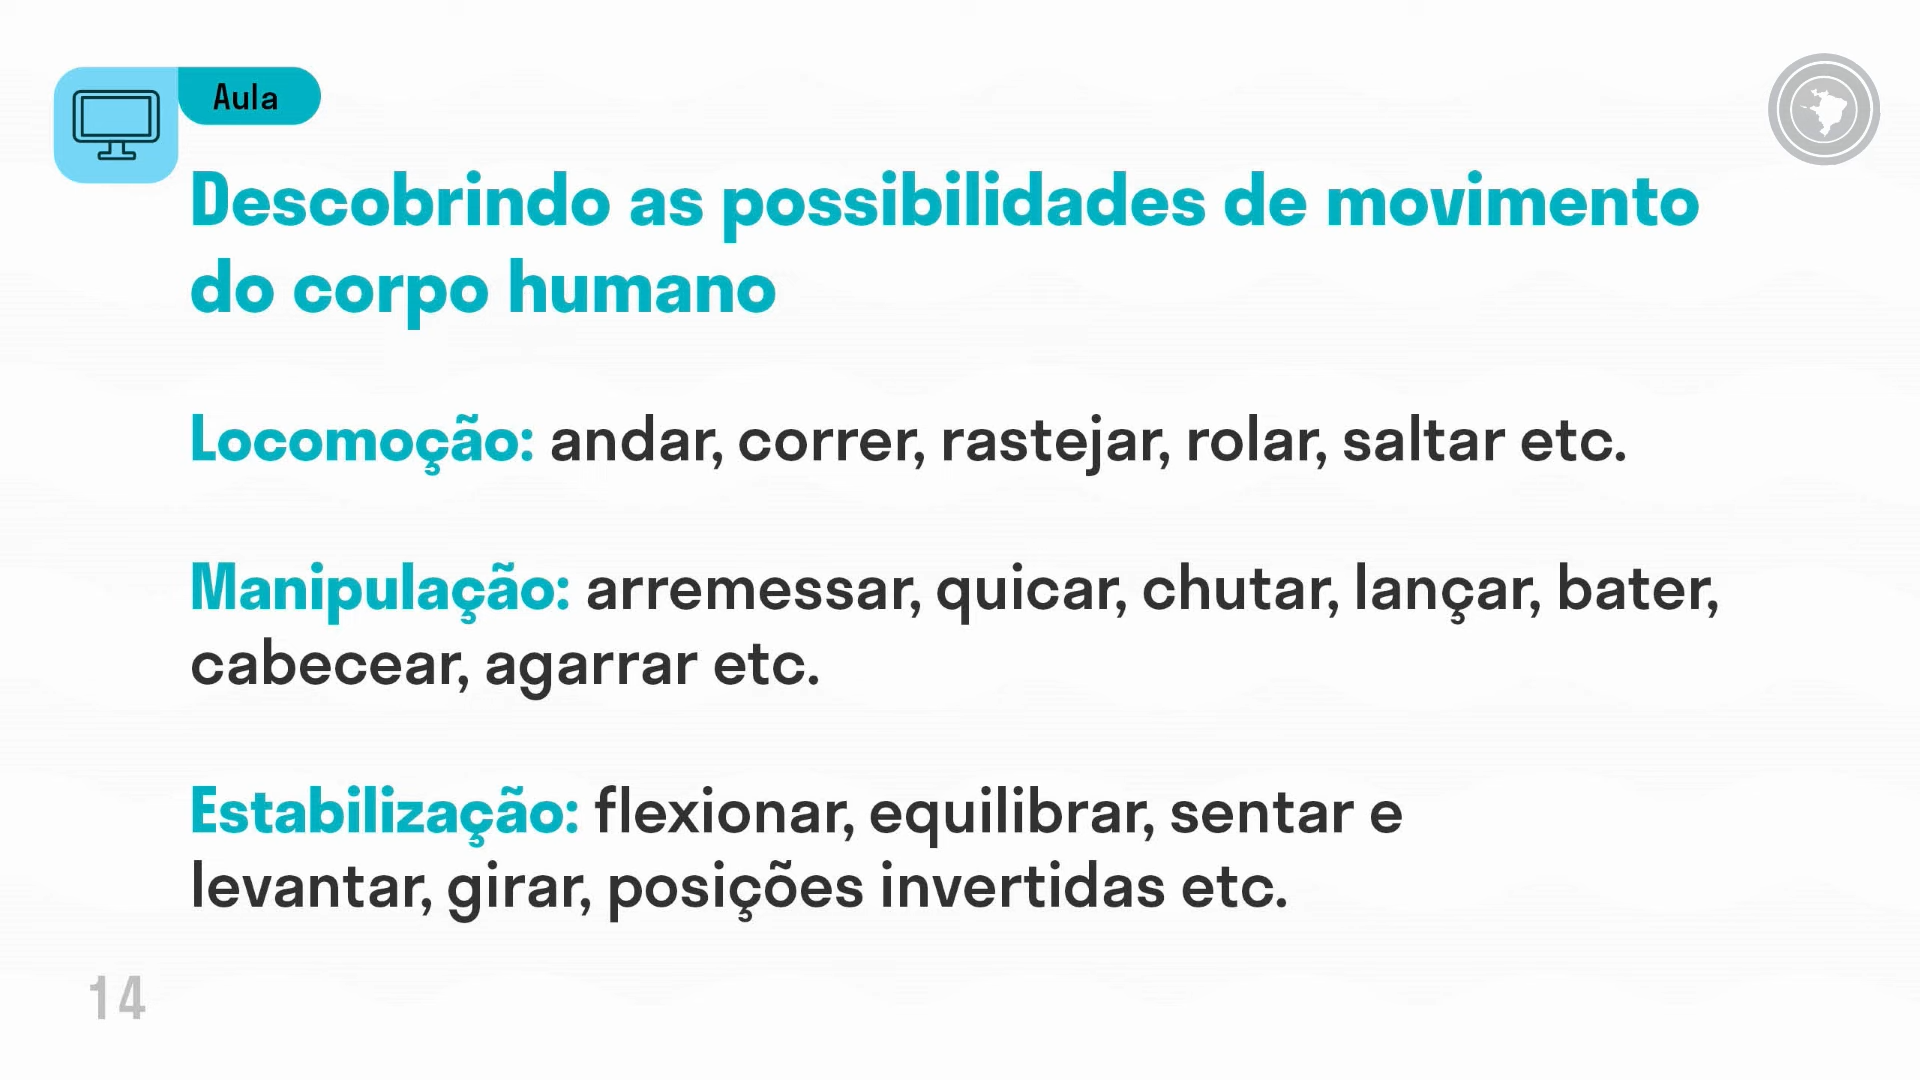 Aula
Descobrindo as possibilidades de movimento
do corpo humano
Locomoção: andar, correr, rastejar, rolar, saltar etc.
Manipulação: arremessar, quicar, chutar, lançar, bater,
cabecear, agarrar etc.
Estabilização: flexionar, equilibrar, sentar e
levantar, girar, posições invertidas etc.
14